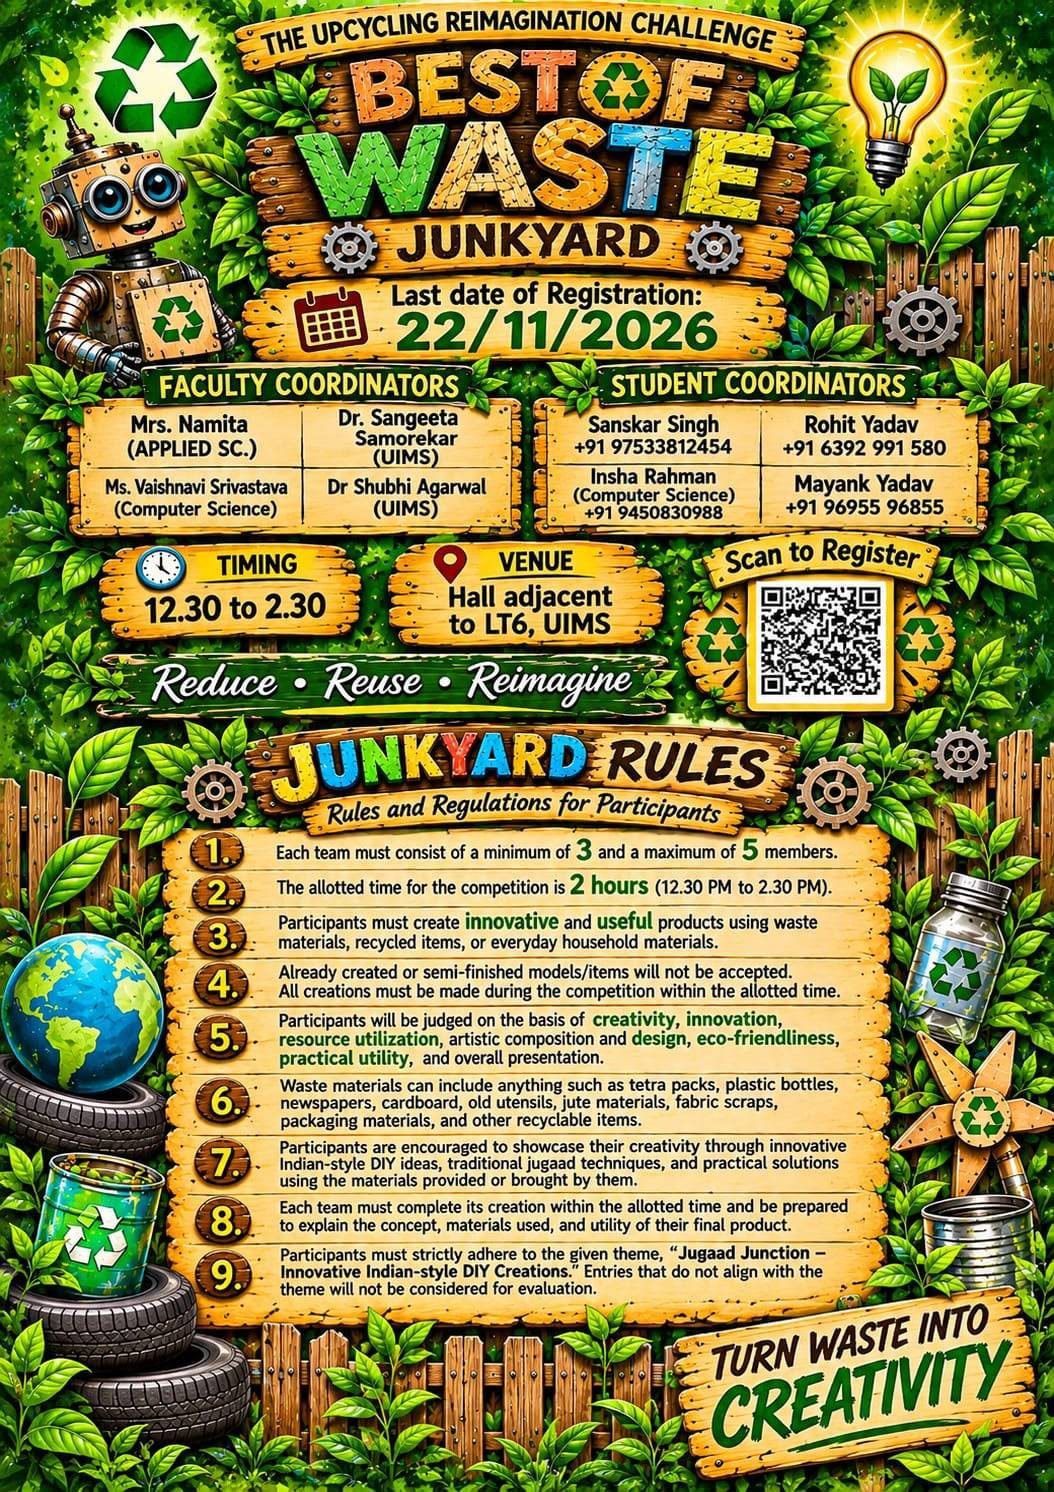 THE UPCYCLING REIMAGINATION CHALLENGE
BEST OF
WASTE
JUNKYARD
Last date of Registration:
22/11/2026
FACULTY COORDINATORS
Mrs. Namita
(APPLIED SC.)
Dr. Sangeeta
Samorekar
(UIMS)
Ms. Vaishnavi Srivastava
(Computer Science)
Dr Shubhi Agarwal
(UIMS)
STUDENT COORDINATORS
Sanskar Singh
+91 97533812454
Rohit Yadav
+91 6392 991 580
Insha Rahman
(Computer Science)
+91 9450830988
Mayank Yadav
+91 96955 96855
TIMING
12.30 to 2.30
VENUE
Hall adjacent
to LT6, UIMS
Scan to Register
Reduce • Reuse • Reimagine
JUNKYARD RULES
Rules and Regulations for Participants
1. Each team must consist of a minimum of 3 and a maximum of 5 members.
2. The allotted time for the competition is 2 hours (12.30 PM to 2.30 PM).
3. Participants must create innovative and useful products using waste
materials, recycled items, or everyday household materials.
4. Already created or semi-finished models/items will not be accepted.
All creations must be made during the competition within the allotted time.
5. Participants will be judged on the basis of creativity, innovation,
resource utilization, artistic composition and design, eco-friendliness,
practical utility, and overall presentation.
6. Waste materials can include anything such as tetra packs, plastic bottles,
newspapers, cardboard, old utensils, jute materials, fabric scraps,
packaging materials, and other recyclable items.
7. Participants are encouraged to showcase their creativity through innovative
Indian-style DIY ideas, traditional jugaad techniques, and practical solutions
using the materials provided or brought by them.
8. Each team must complete its creation within the allotted time and be prepared
to explain the concept, materials used, and utility of their final product.
9. Participants must strictly adhere to the given theme, "Jugaad Junction –
Innovative Indian-style DIY Creations." Entries that do not align with the
theme will not be considered for evaluation.
TURN WASTE INTO
CREATIVITY